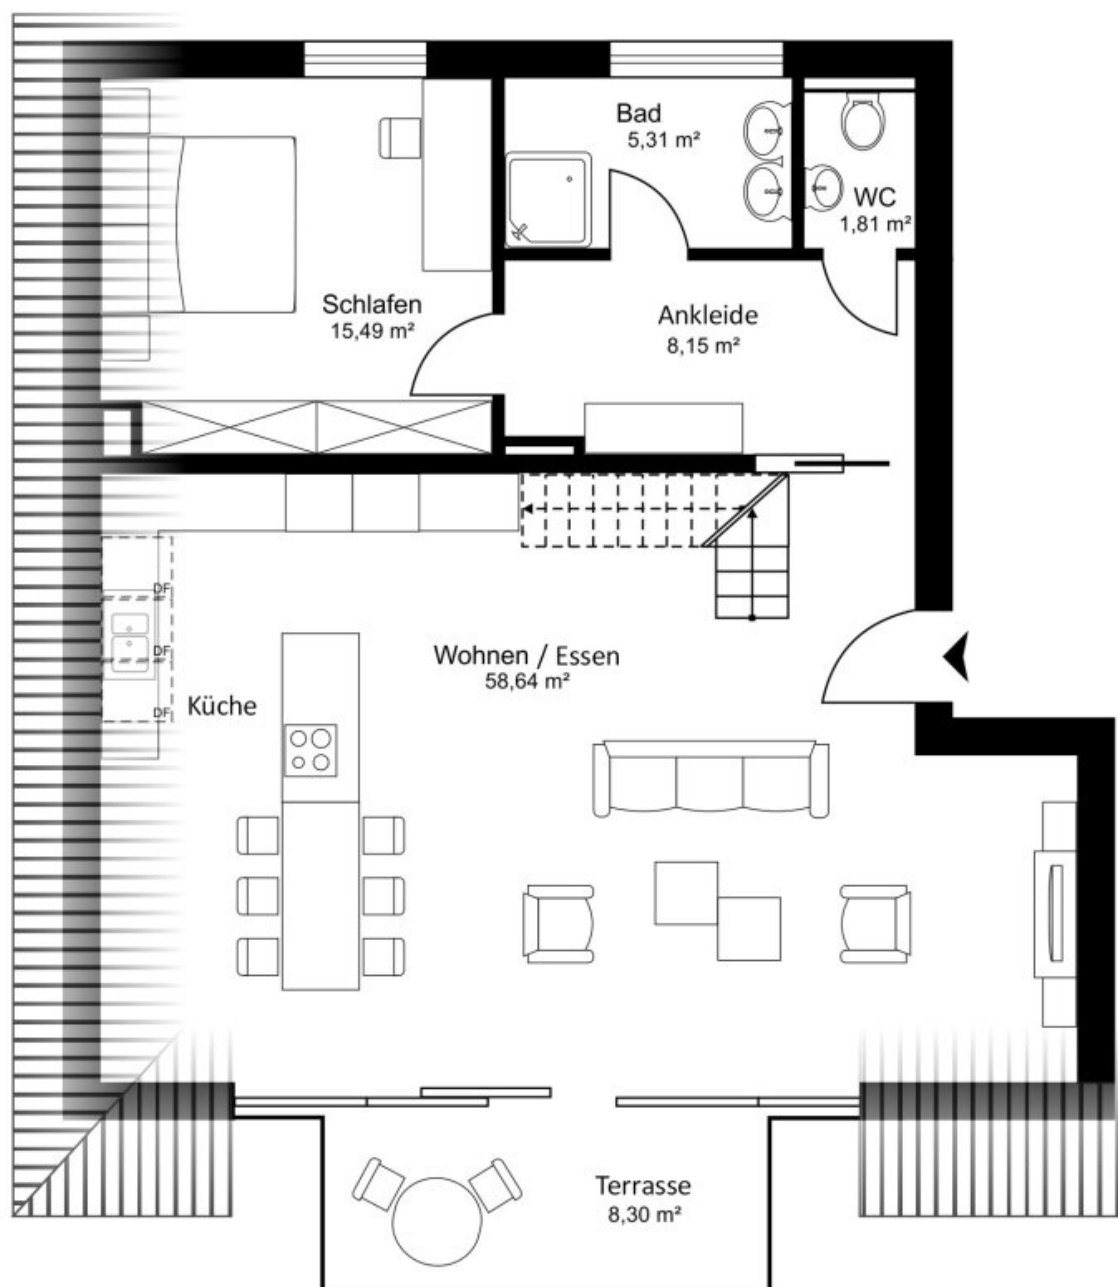 Bad
5,31 m²
WC
1,81 m²
Schlafen
15,49 m²
Ankleide
8,15 m²
DF
DF
DF
Wohnen / Essen
58,64 m²
Küche
Terrasse
8,30 m²